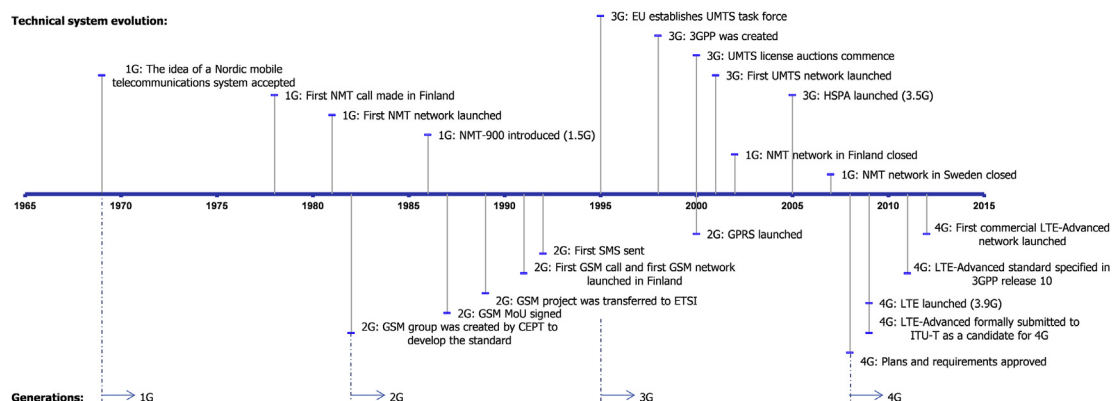 Technical system evolution:
3G: EU establishes UMTS task force
3G: 3GPP was created
3G: UMTS license auctions commence
1G: The idea of a Nordic mobile
telecommunications system accepted
3G: First UMTS network launched
1G: First NMT call made in Finland
3G: HSPA launched (3.5G)
1G: First NMT network launched
1G: NMT-900 introduced (1.5G)
1G: NMT network in Finland closed
1G: NMT network in Sweden closed
1965 1970 1975 1980 1985 1990 1995 2000 2005 2010 2015
2G: GPRS launched
4G: First commercial LTE-Advanced
network launched
2G: First SMS sent
2G: First GSM call and first GSM network
launched in Finland
4G: LTE-Advanced standard specified in
3GPP release 10
2G: GSM project was transferred to ETSI
4G: LTE launched (3.9G)
2G: GSM MoU signed
2G: GSM group was created by CEPT to
develop the standard
4G: LTE-Advanced formally submitted to
ITU-T as a candidate for 4G
4G: Plans and requirements approved
Generations: 1G 2G 3G 4G